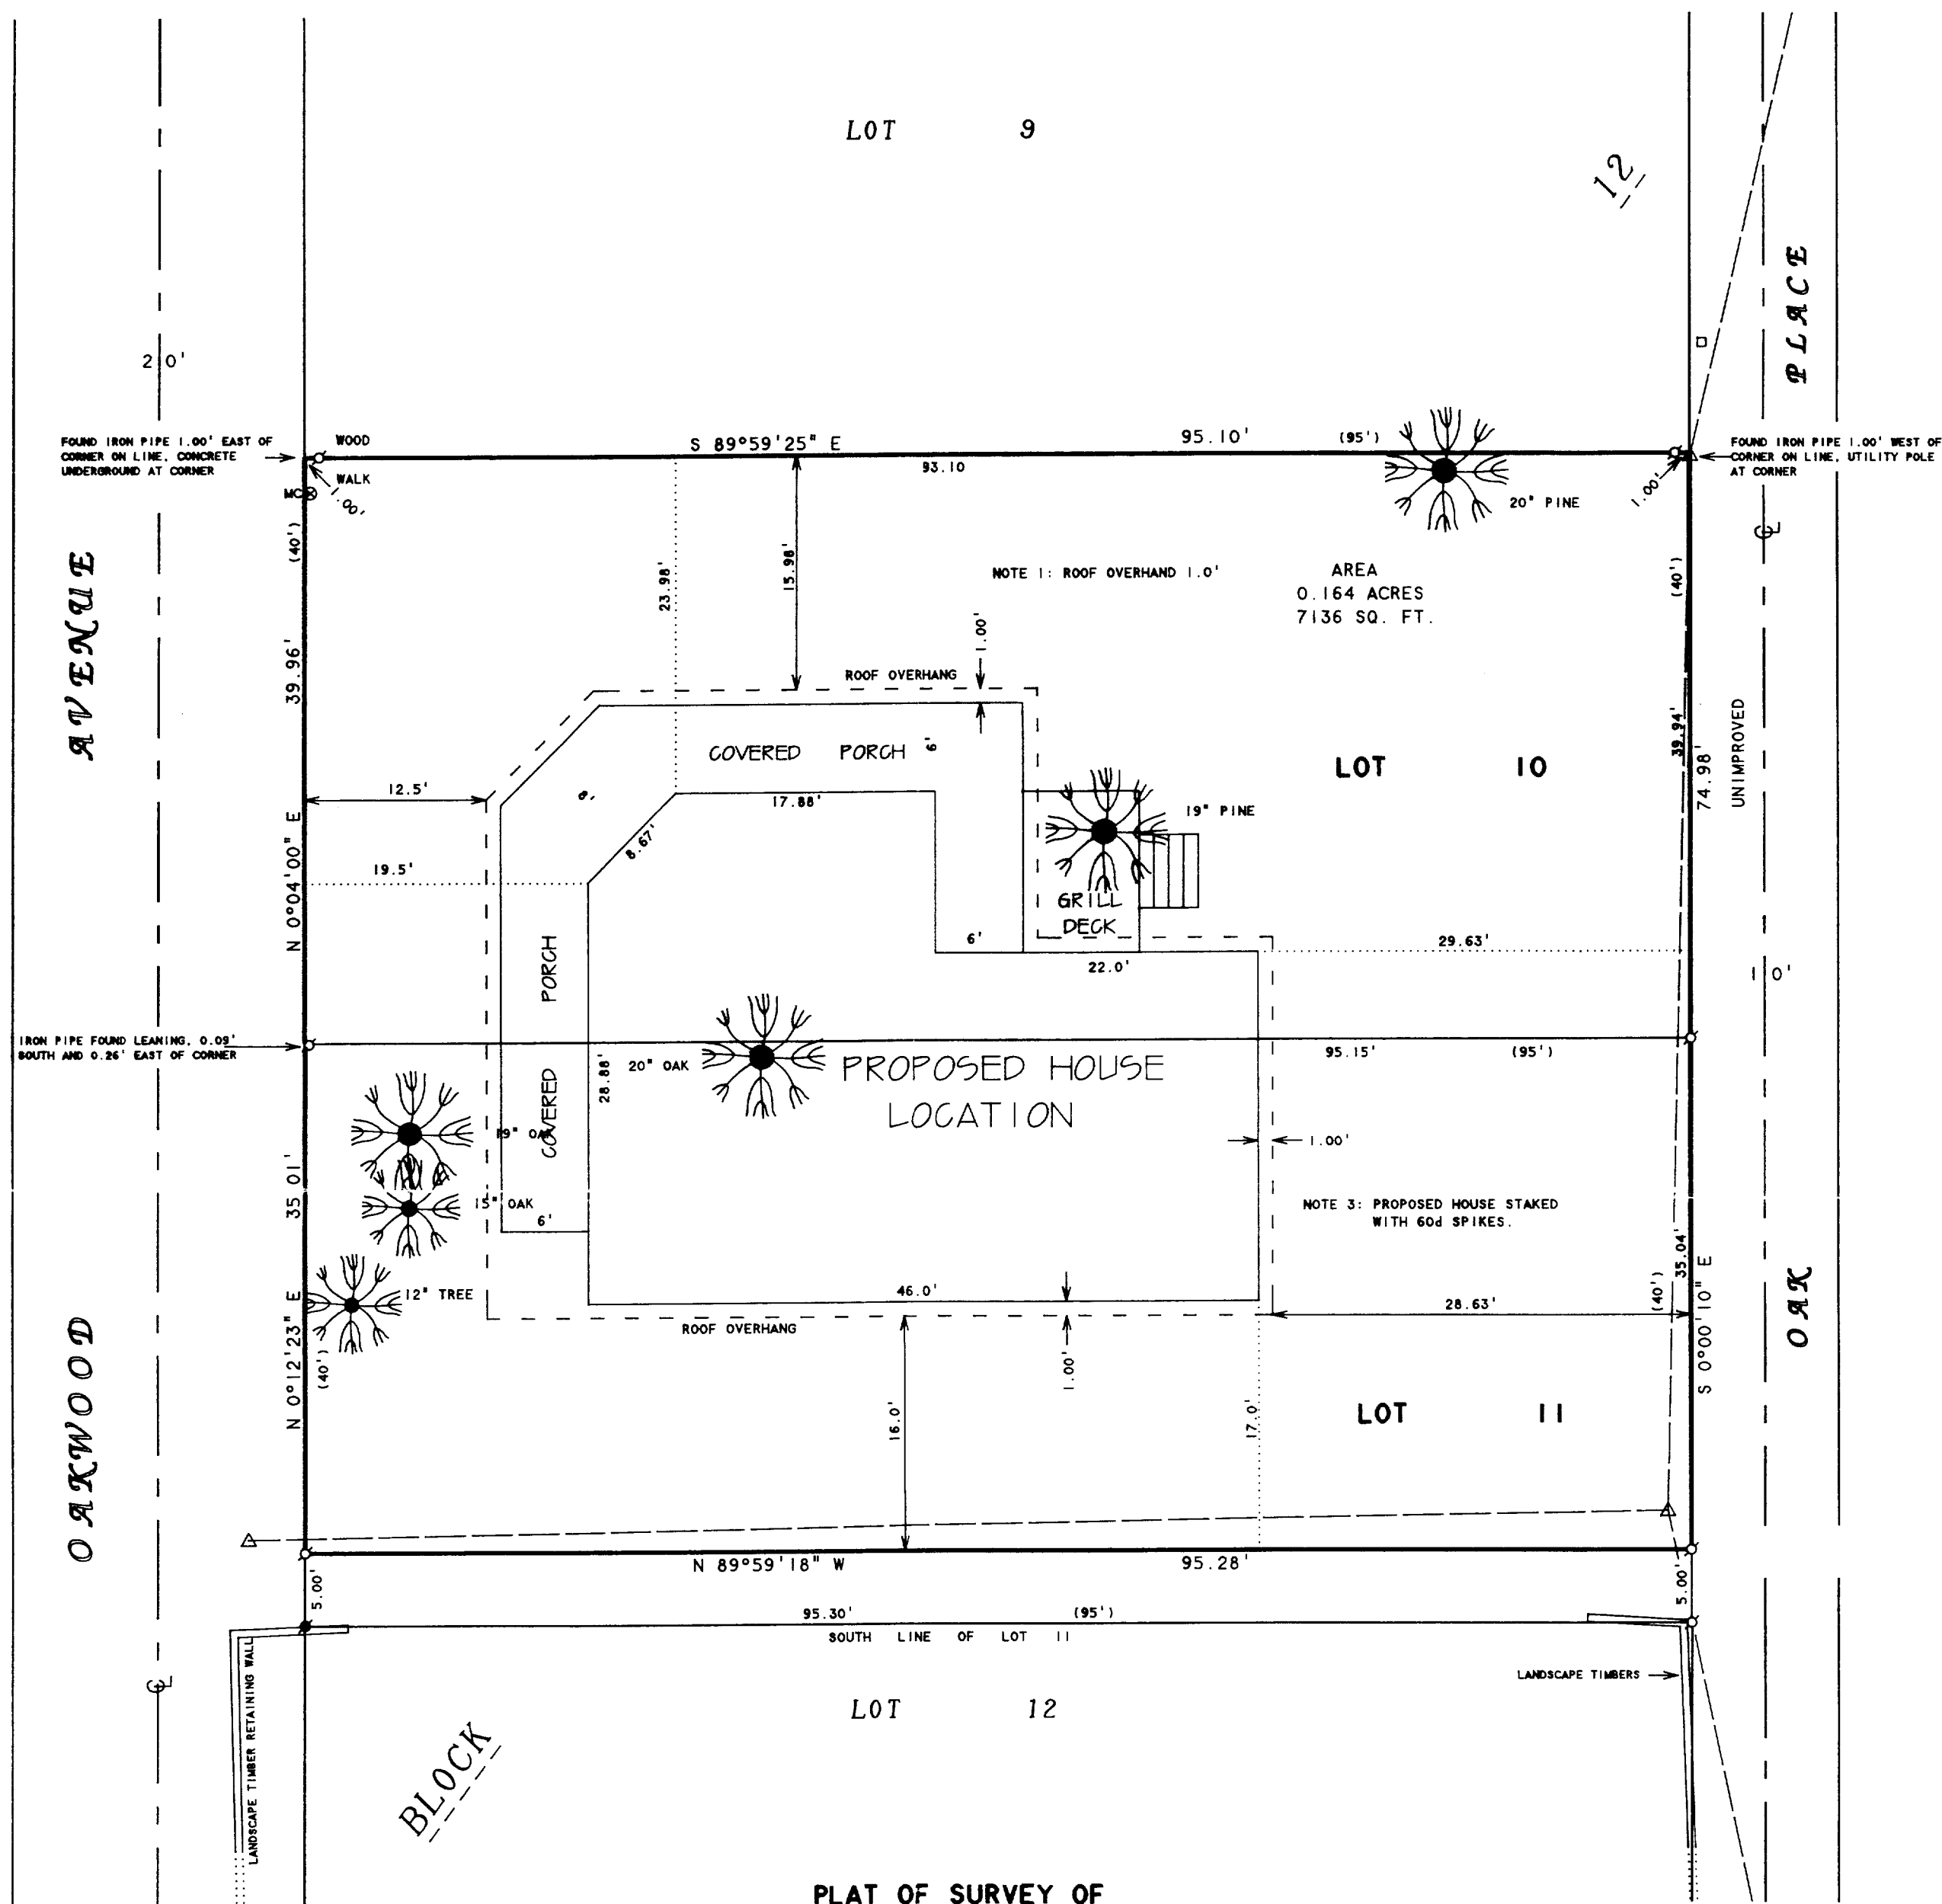 LOT 9
12
PLACE
20'
FOUND IRON PIPE 1.00' EAST OF
CORNER ON LINE, CONCRETE
UNDERGROUND AT CORNER
WOOD
WALK
MC
1.00'
S 89°59'25" E
95.10'
(95')
93.10
FOUND IRON PIPE 1.00' WEST OF
CORNER ON LINE, UTILITY POLE
AT CORNER
1.00'
20" PINE
(40')
(40')
AVENUE
23.98'
15.98'
NOTE 1: ROOF OVERHAND 1.0'
AREA
0.164 ACRES
7136 SQ. FT.
1.00'
39.96'
ROOF OVERHANG
39.94'
74.98'
UNIMPROVED
COVERED PORCH
6'
LOT 10
12.5'
8'
17.88'
8.67'
19" PINE
19.5'
N 0°04'00" E
GRILL
DECK
COVERED PORCH
6'
22.0'
29.63'
10'
IRON PIPE FOUND LEANING, 0.09'
SOUTH AND 0.26' EAST OF CORNER
95.15'
(95')
20" OAK
28.88'
PROPOSED HOUSE
LOCATION
19" OAK
1.00'
15" OAK
35.01'
6'
NOTE 3: PROPOSED HOUSE STAKED
WITH 60d SPIKES.
12" TREE
46.0'
35.04'
(40')
28.63'
S 0°00'10" E
OAK
ROOF OVERHANG
N 0°12'23" E
(40')
1.00'
16.0'
17.0'
LOT 11
OAKWOOD
N 89°59'18" W
95.28'
5.00'
5.00'
95.30'
(95')
SOUTH LINE OF LOT 11
LANDSCAPE TIMBER RETAINING WALL
LANDSCAPE TIMBERS
LOT 12
BLOCK
PLAT OF SURVEY OF